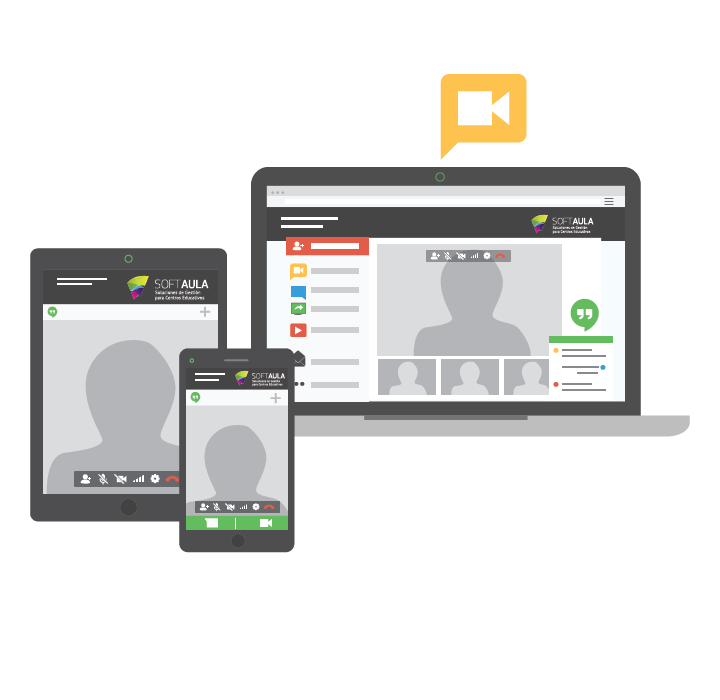 SOFTAULA
Soluciones de Gestión
para Centros Educativos
SOFTAULA
Soluciones de Gestión
para Centros Educativos
SOFTAULA
Soluciones de Gestión
para Centros Educativos